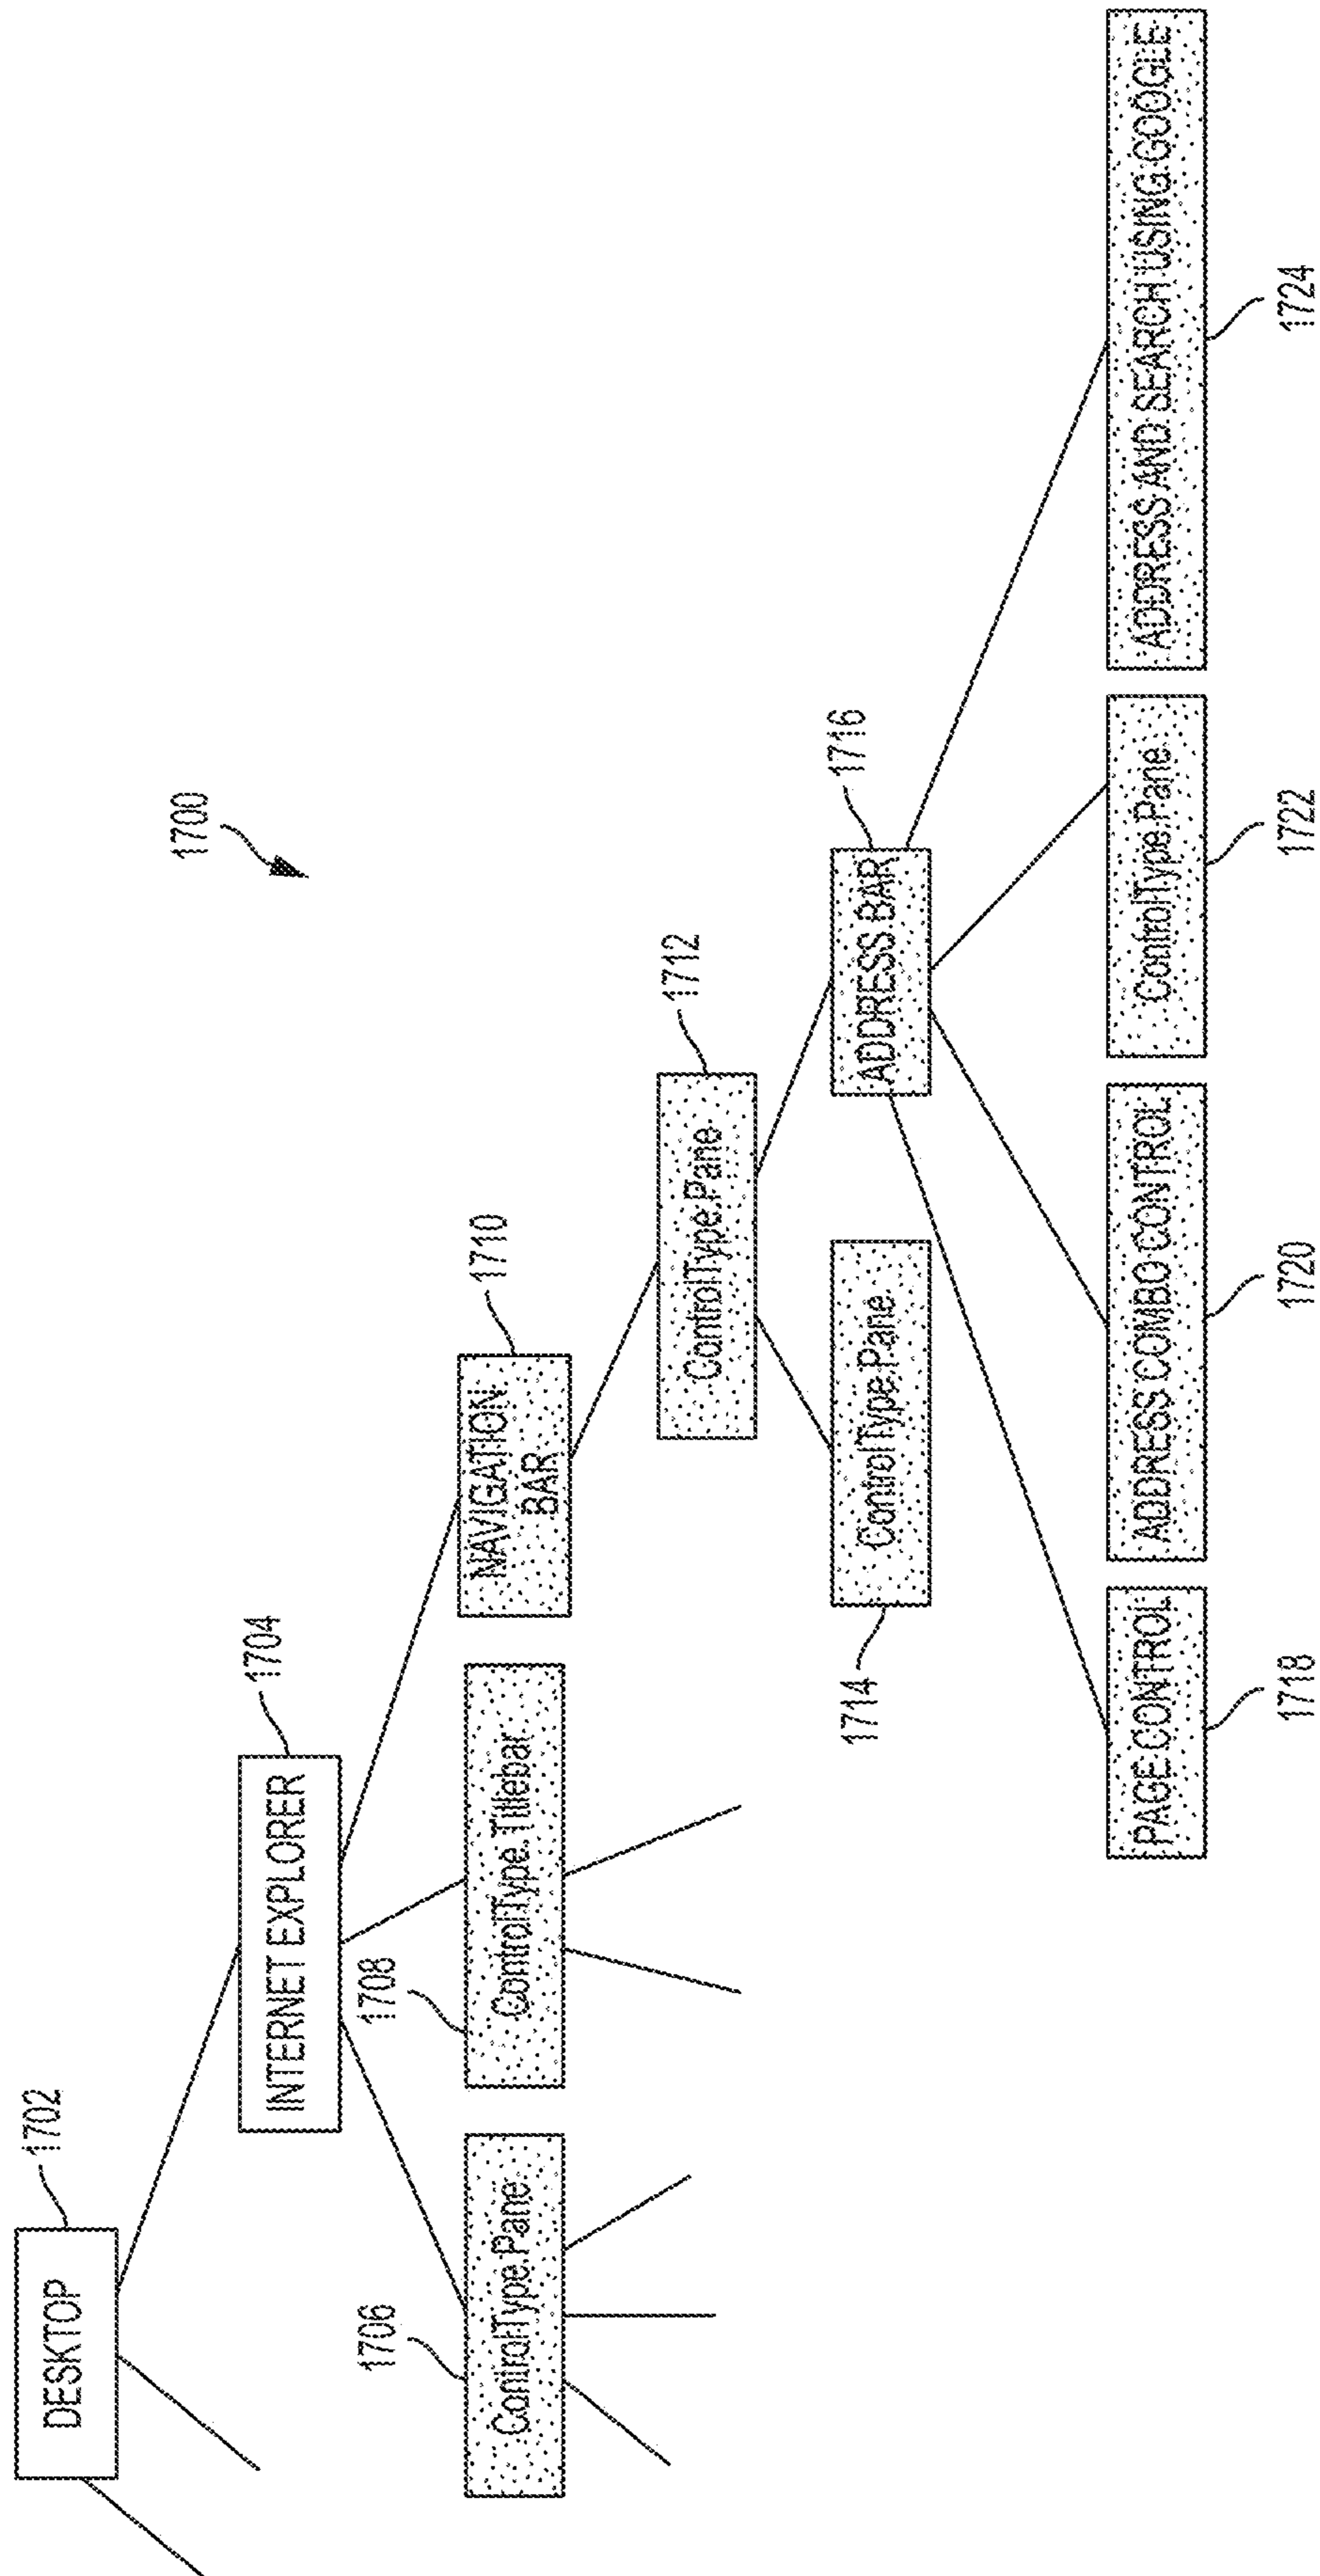 1700
DESKTOP
1702
INTERNET EXPLORER
1704
1706
ControlType.Pane
1708
ControlType.Titlebar
NAVIGATION
BAR
1710
ControlType.Pane
1712
1714
ControlType.Pane
ADDRESS BAR
1716
PAGE CONTROL
1718
ADDRESS COMBO CONTROL
1720
ControlType.Pane
1722
ADDRESS AND SEARCH USING GOOGLE
1724